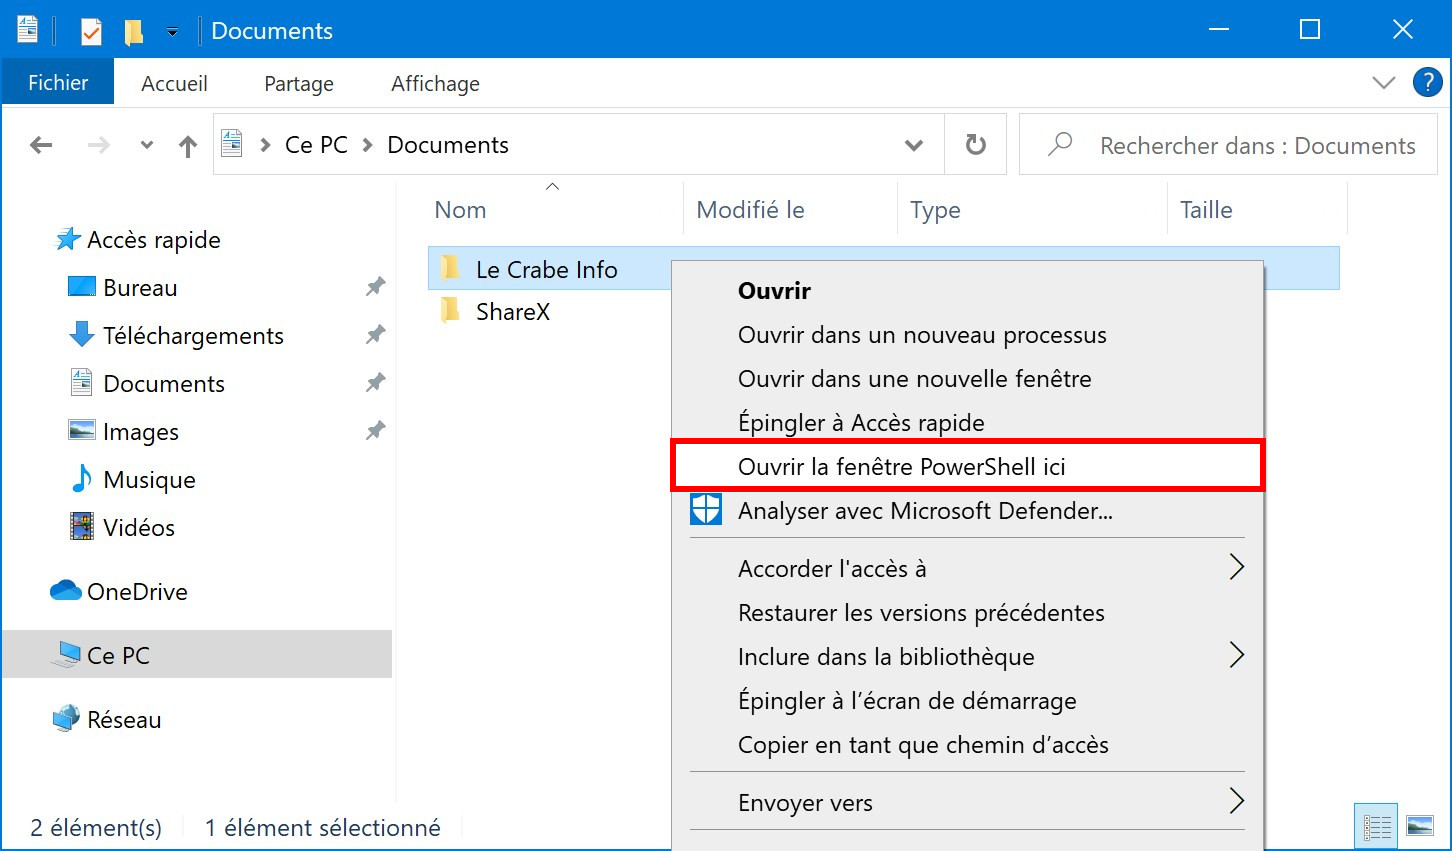 Documents
Fichier Accueil Partage Affichage ?
Ce PC Documents Rechercher dans : Documents
Nom Modifié le Type Taille
Accès rapide
Bureau
Téléchargements
Documents
Images
Musique
Vidéos
OneDrive
Ce PC
Réseau
Le Crabe Info
ShareX
Ouvrir
Ouvrir dans un nouveau processus
Ouvrir dans une nouvelle fenêtre
Épingler à Accès rapide
Ouvrir la fenêtre PowerShell ici
Analyser avec Microsoft Defender...
Accorder l'accès à
Restaurer les versions précédentes
Inclure dans la bibliothèque
Épingler à l’écran de démarrage
Copier en tant que chemin d’accès
Envoyer vers
2 élément(s) 1 élément sélectionné